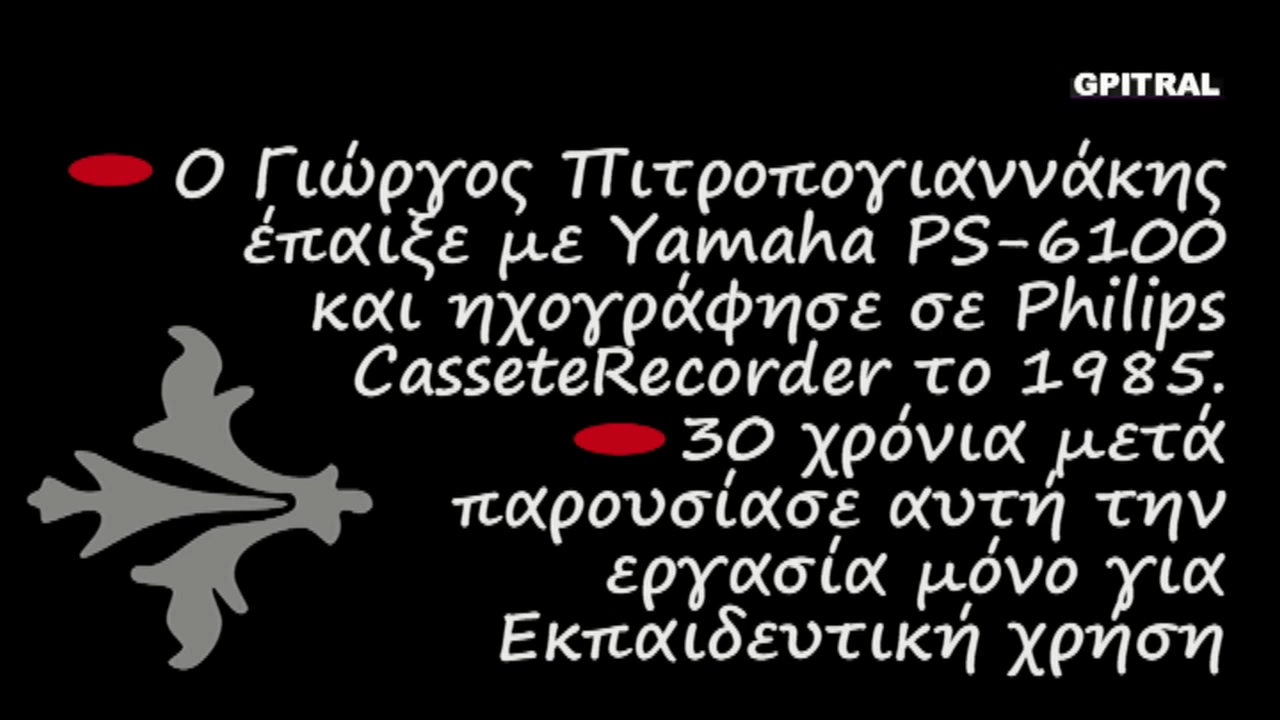 GPITRAL
Ο Γιώργος Πιτροπογιαννάκης
έπαιξε με Yamaha PS-6100
και ηχογράφησε σε Philips
CasseteRecorder το 1985.
30 χρόνια μετά
παρουσίασε αυτή την
εργασία μόνο για
Εκπαιδευτική χρήση